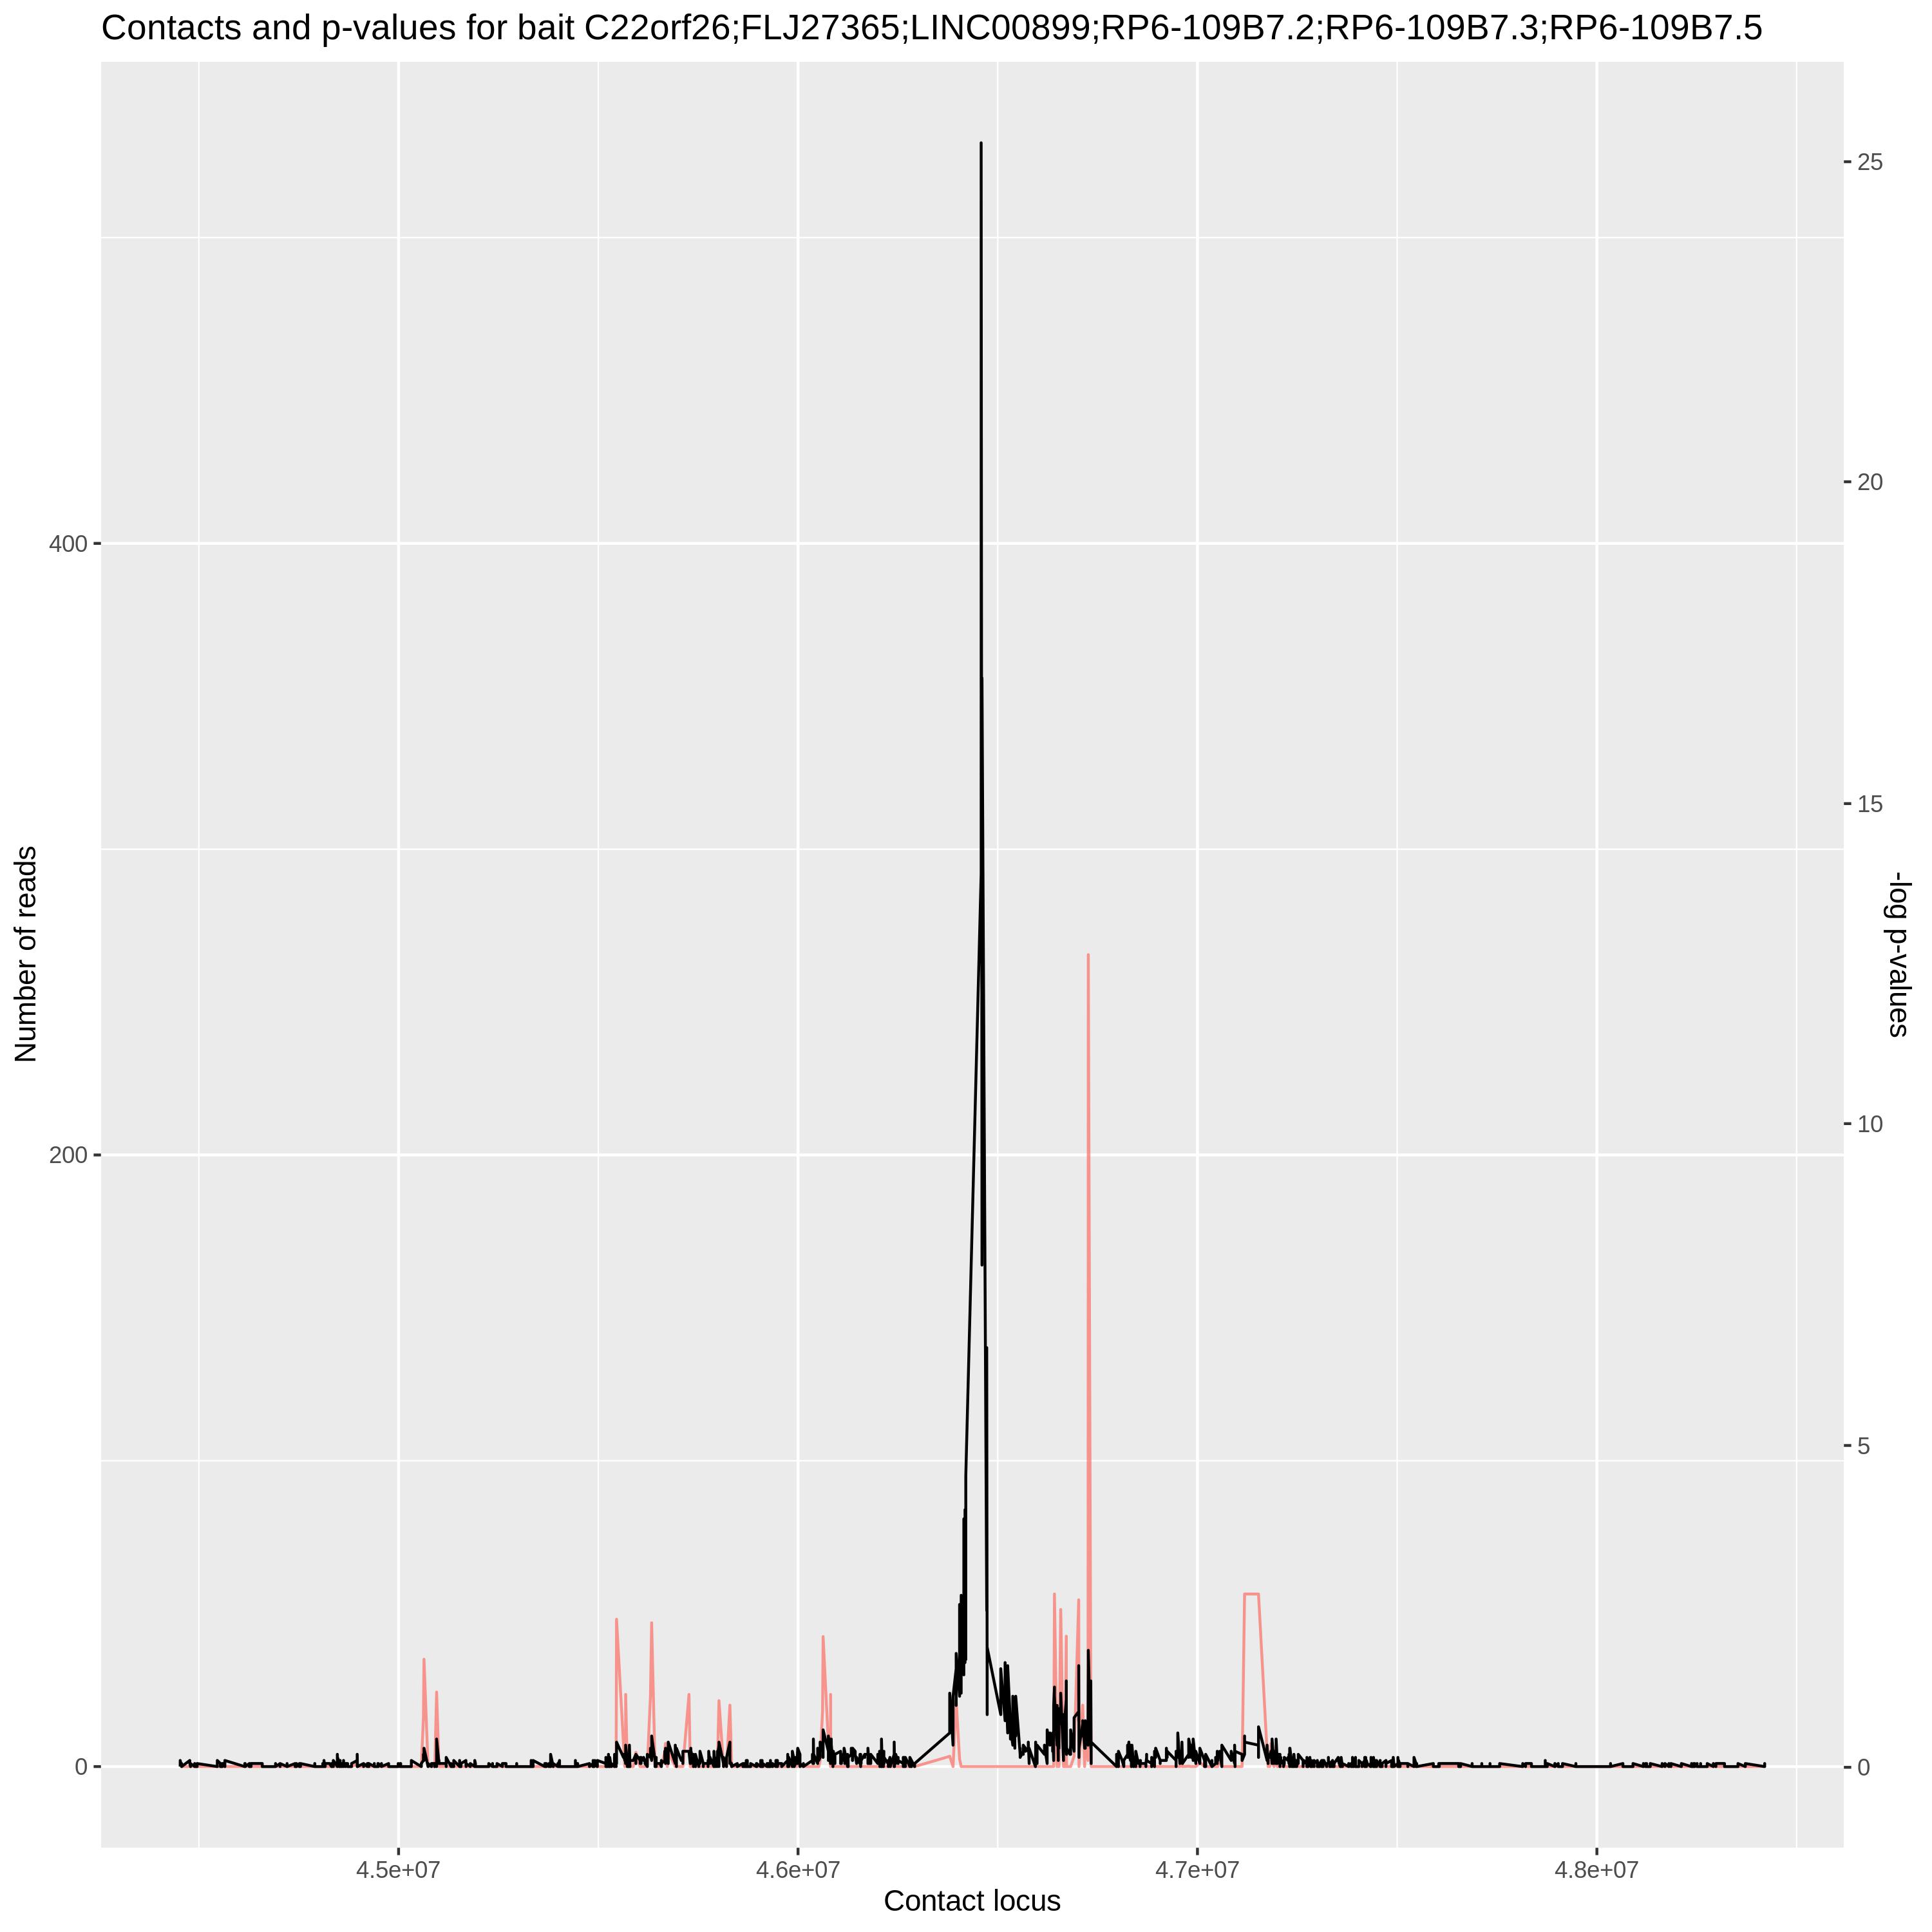 Contacts and p-values for bait C22orf26;FLJ27365;LINC00899;RP6-109B7.2;RP6-109B7.3;RP6-109B7.5
Number of reads
400
200
0
25
20
15
10
5
0
-log p-values
4.5e+07 4.6e+07 4.7e+07 4.8e+07
Contact locus